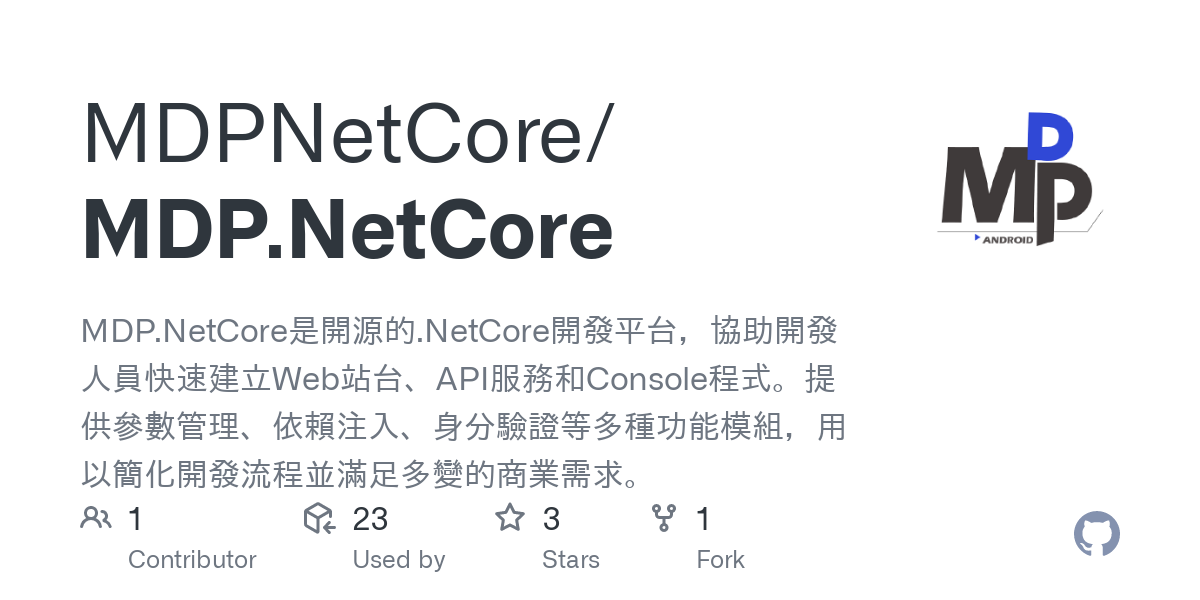 MDPNetCore/
MDP.NetCore
MDP
ANDROID
MDP.NetCore是開源的.NetCore開發平台，協助開發
人員快速建立Web站台、API服務和Console程式。提
供參數管理、依賴注入、身分驗證等多種功能模組，用
以簡化開發流程並滿足多變的商業需求。
1
Contributor
23
Used by
3
Stars
1
Fork